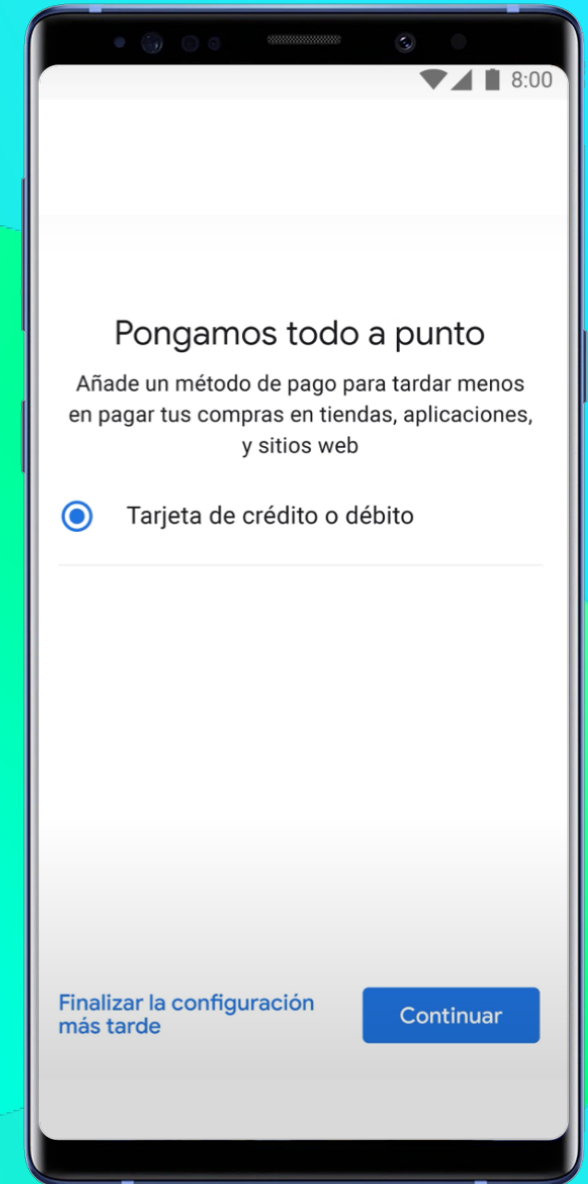 8:00
Pongamos todo a punto
Añade un método de pago para tardar menos
en pagar tus compras en tiendas, aplicaciones,
y sitios web
Tarjeta de crédito o débito
Finalizar la configuración
más tarde
Continuar